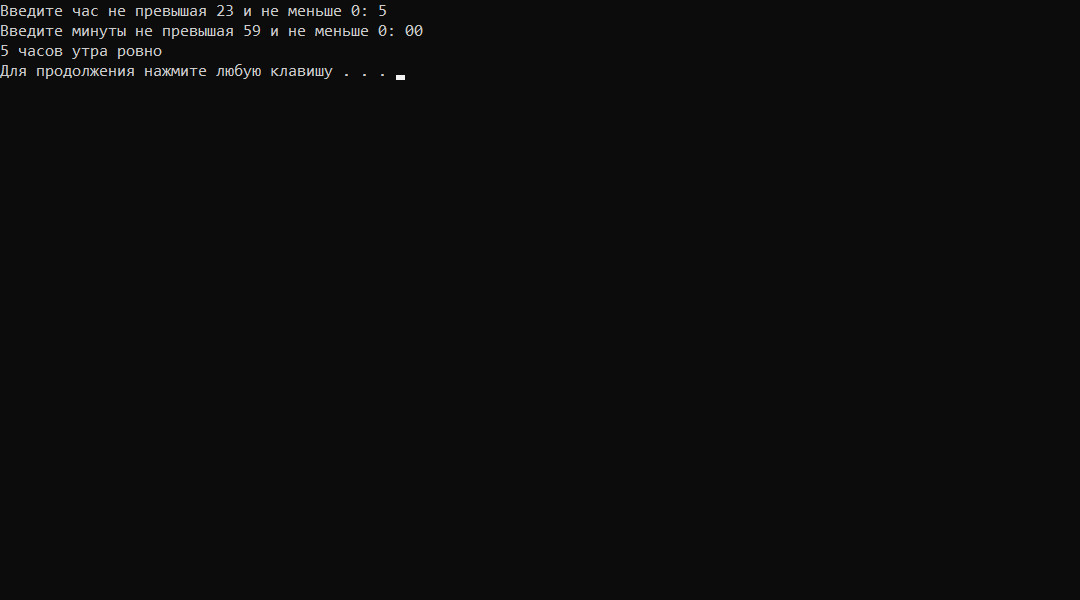 Введите час не превышая 23 и не меньше 0: 5
Введите минуты не превышая 59 и не меньше 0: 00
5 часов утра ровно
Для продолжения нажмите любую клавишу . . .